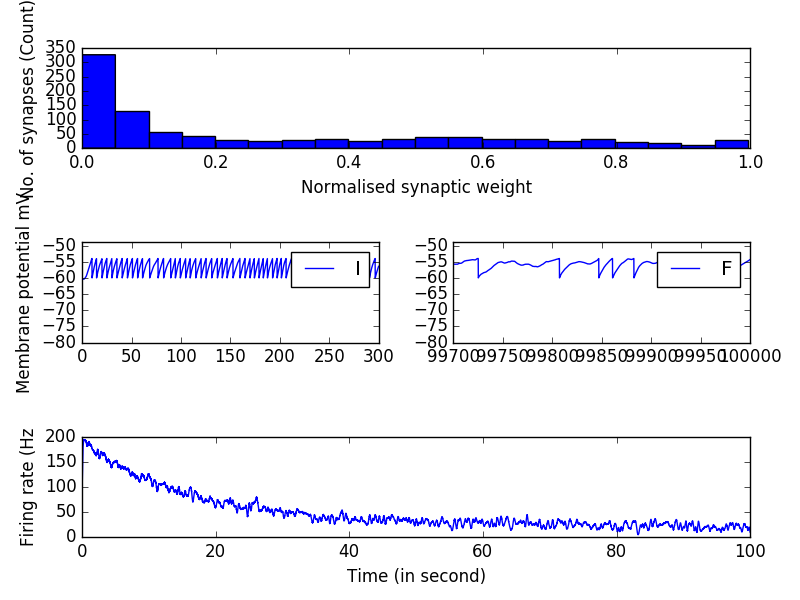 No. of synapses (Count)
350
300
250
200
150
100
50
0
0.0 0.2 0.4 0.6 0.8 1.0
Normalised synaptic weight
Membrane potential mV
−50
−55
−60
−65
−70
−75
−80
0 50 100 150 200 250 300
I
−50
−55
−60
−65
−70
−75
−80
99700 99750 99800 99850 99900 99950 100000
F
Firing rate (Hz
200
150
100
50
0
0 20 40 60 80 100
Time (in second)